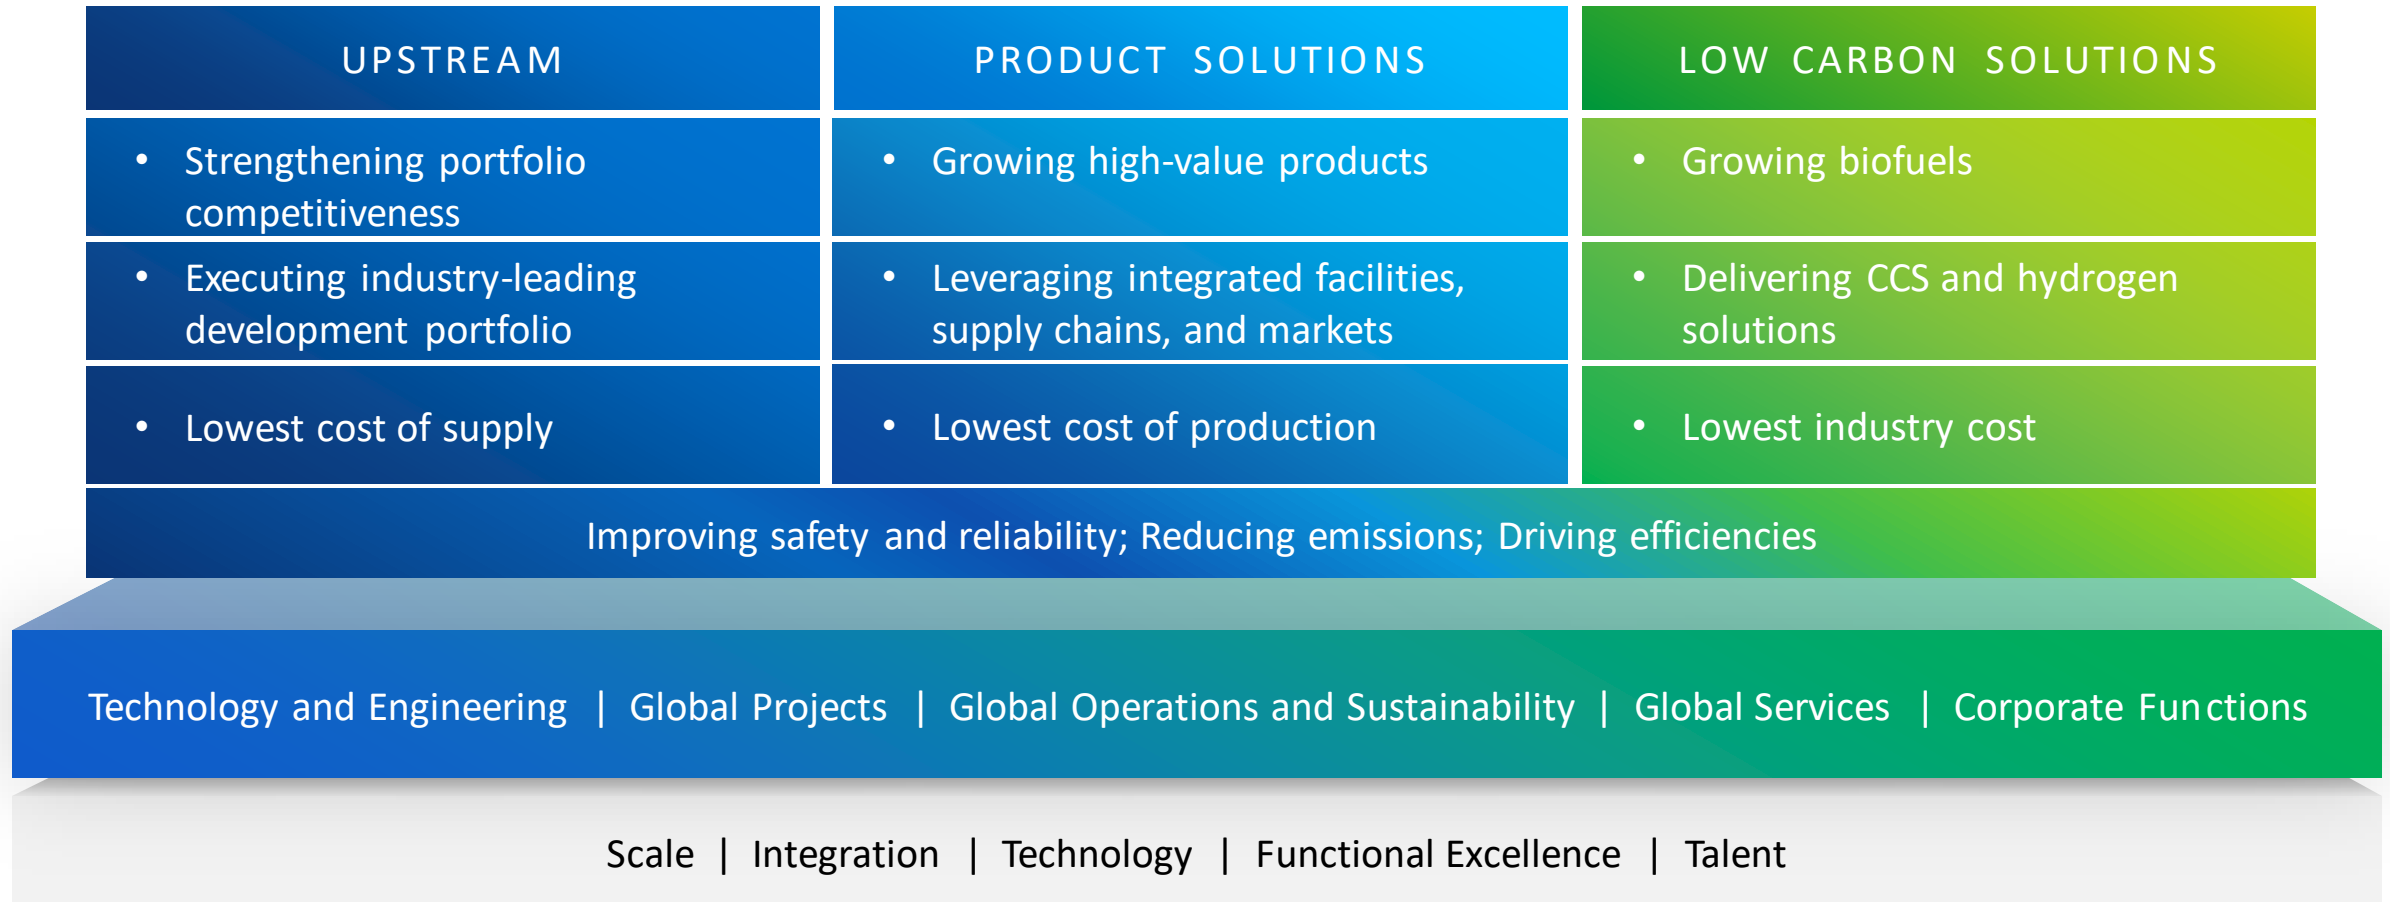 UPSTREAM
PRODUCT SOLUTIONS
LOW CARBON SOLUTIONS
• Strengthening portfolio
competitiveness
• Growing high-value products
• Growing biofuels
• Executing industry-leading
development portfolio
• Leveraging integrated facilities,
supply chains, and markets
• Delivering CCS and hydrogen
solutions
• Lowest cost of supply
• Lowest cost of production
• Lowest industry cost
Improving safety and reliability; Reducing emissions; Driving efficiencies
Technology and Engineering | Global Projects | Global Operations and Sustainability | Global Services | Corporate Functions
Scale | Integration | Technology | Functional Excellence | Talent